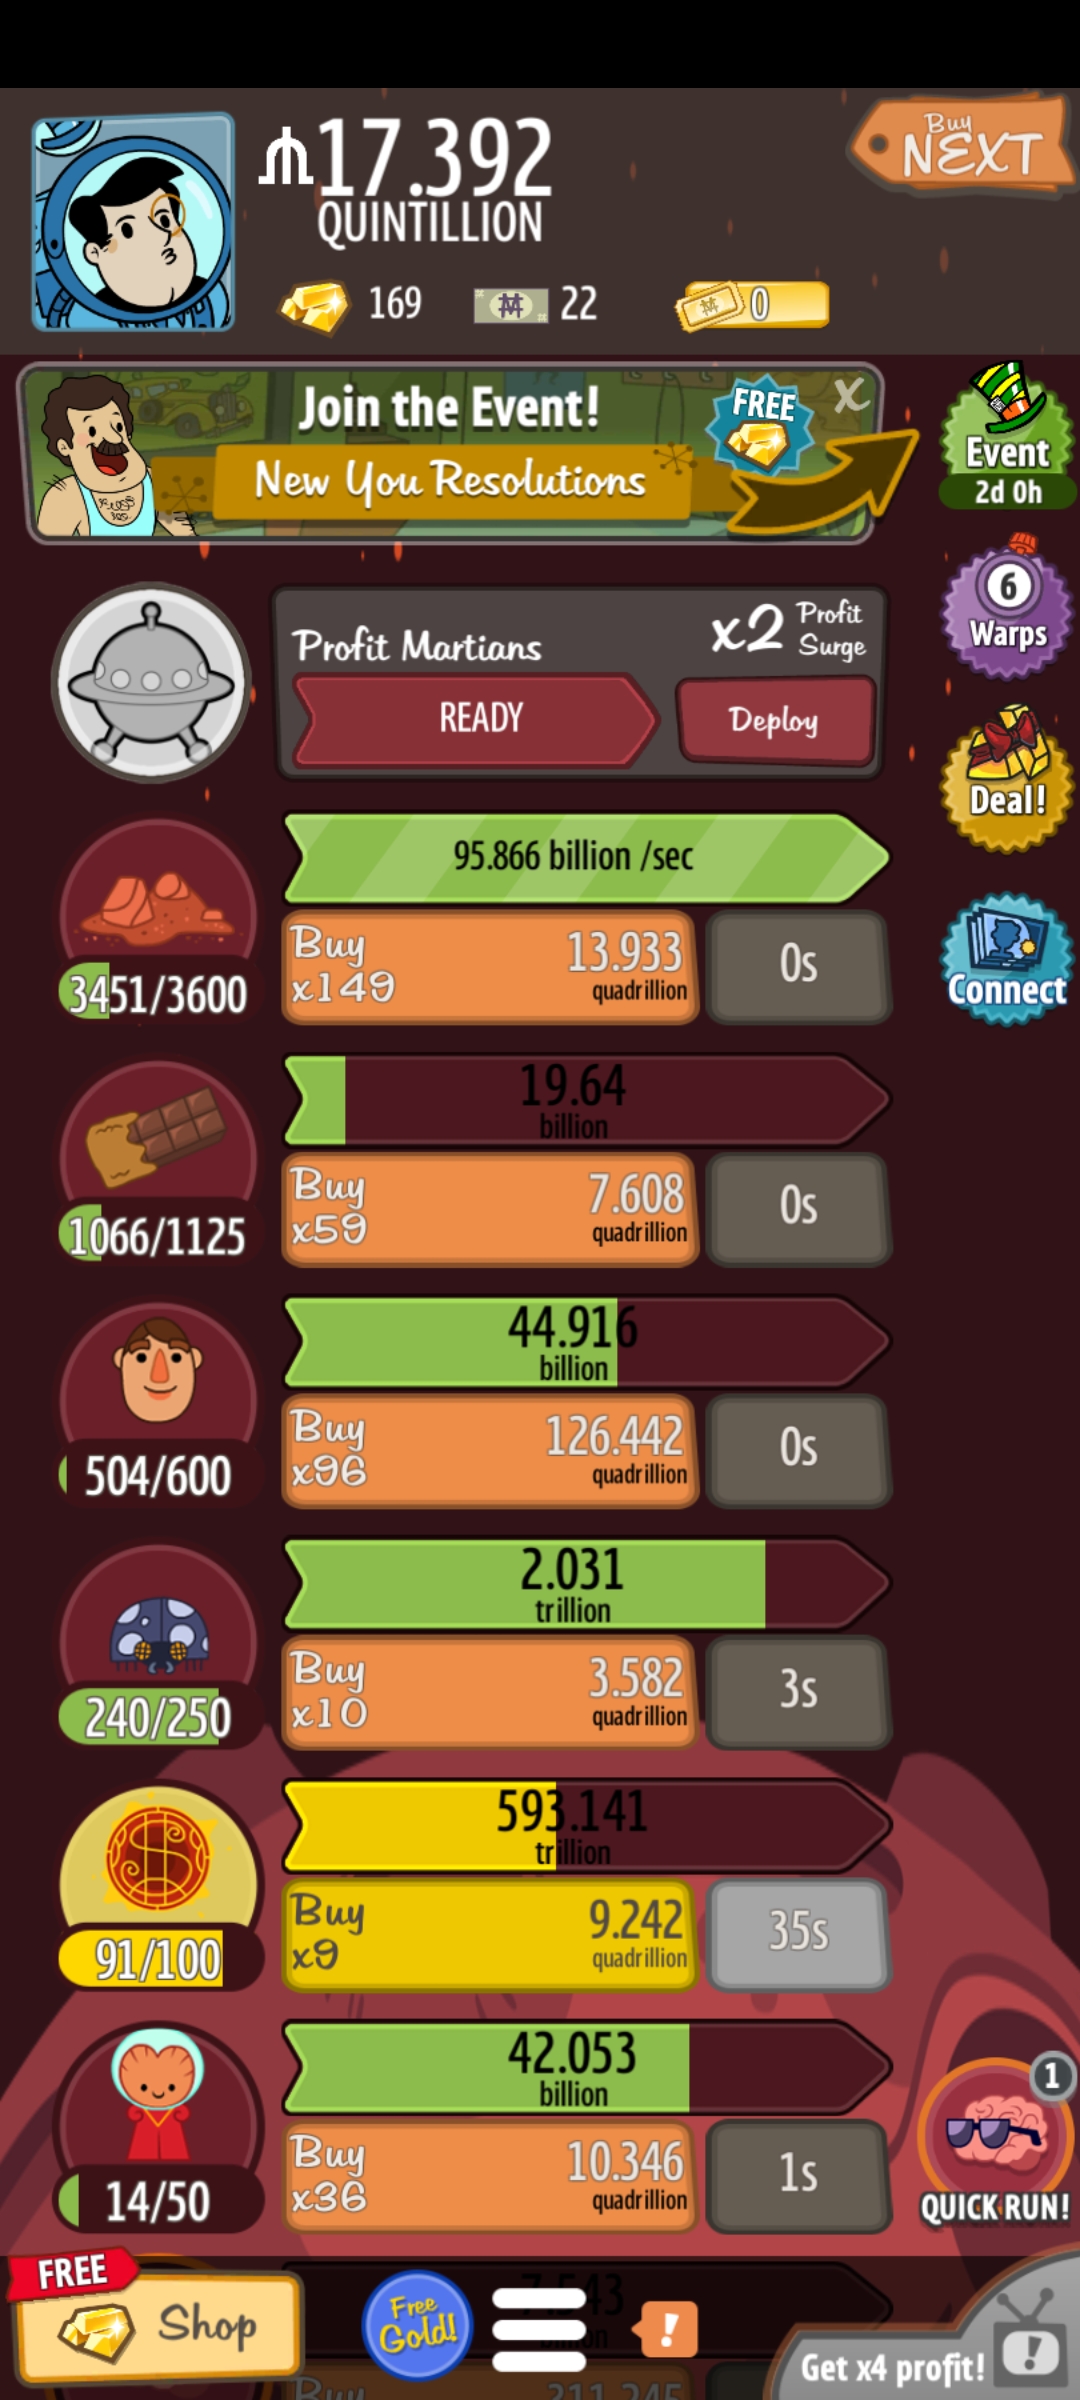 17.392
QUINTILLION
Buy
NEXT
169
22
0
Join the Event!
FREE
X
New You Resolutions
Event
2d 0h
6
Warps
Profit Martians
x2 Profit Surge
READY
Deploy
Deal!
95.866 billion /sec
3451/3600
Buy
x149
13.933
quadrillion
0s
Connect
19.64
billion
1066/1125
Buy
x59
7.608
quadrillion
0s
44.916
billion
504/600
Buy
x96
126.442
quadrillion
0s
2.031
trillion
240/250
Buy
x10
3.582
quadrillion
3s
593.141
trillion
91/100
Buy
x9
9.242
quadrillion
35s
42.053
billion
14/50
Buy
x36
10.346
quadrillion
1s
1
QUICK RUN!
FREE
Shop
Free
Gold!
!
Get x4 profit!
!
Buy
311.245